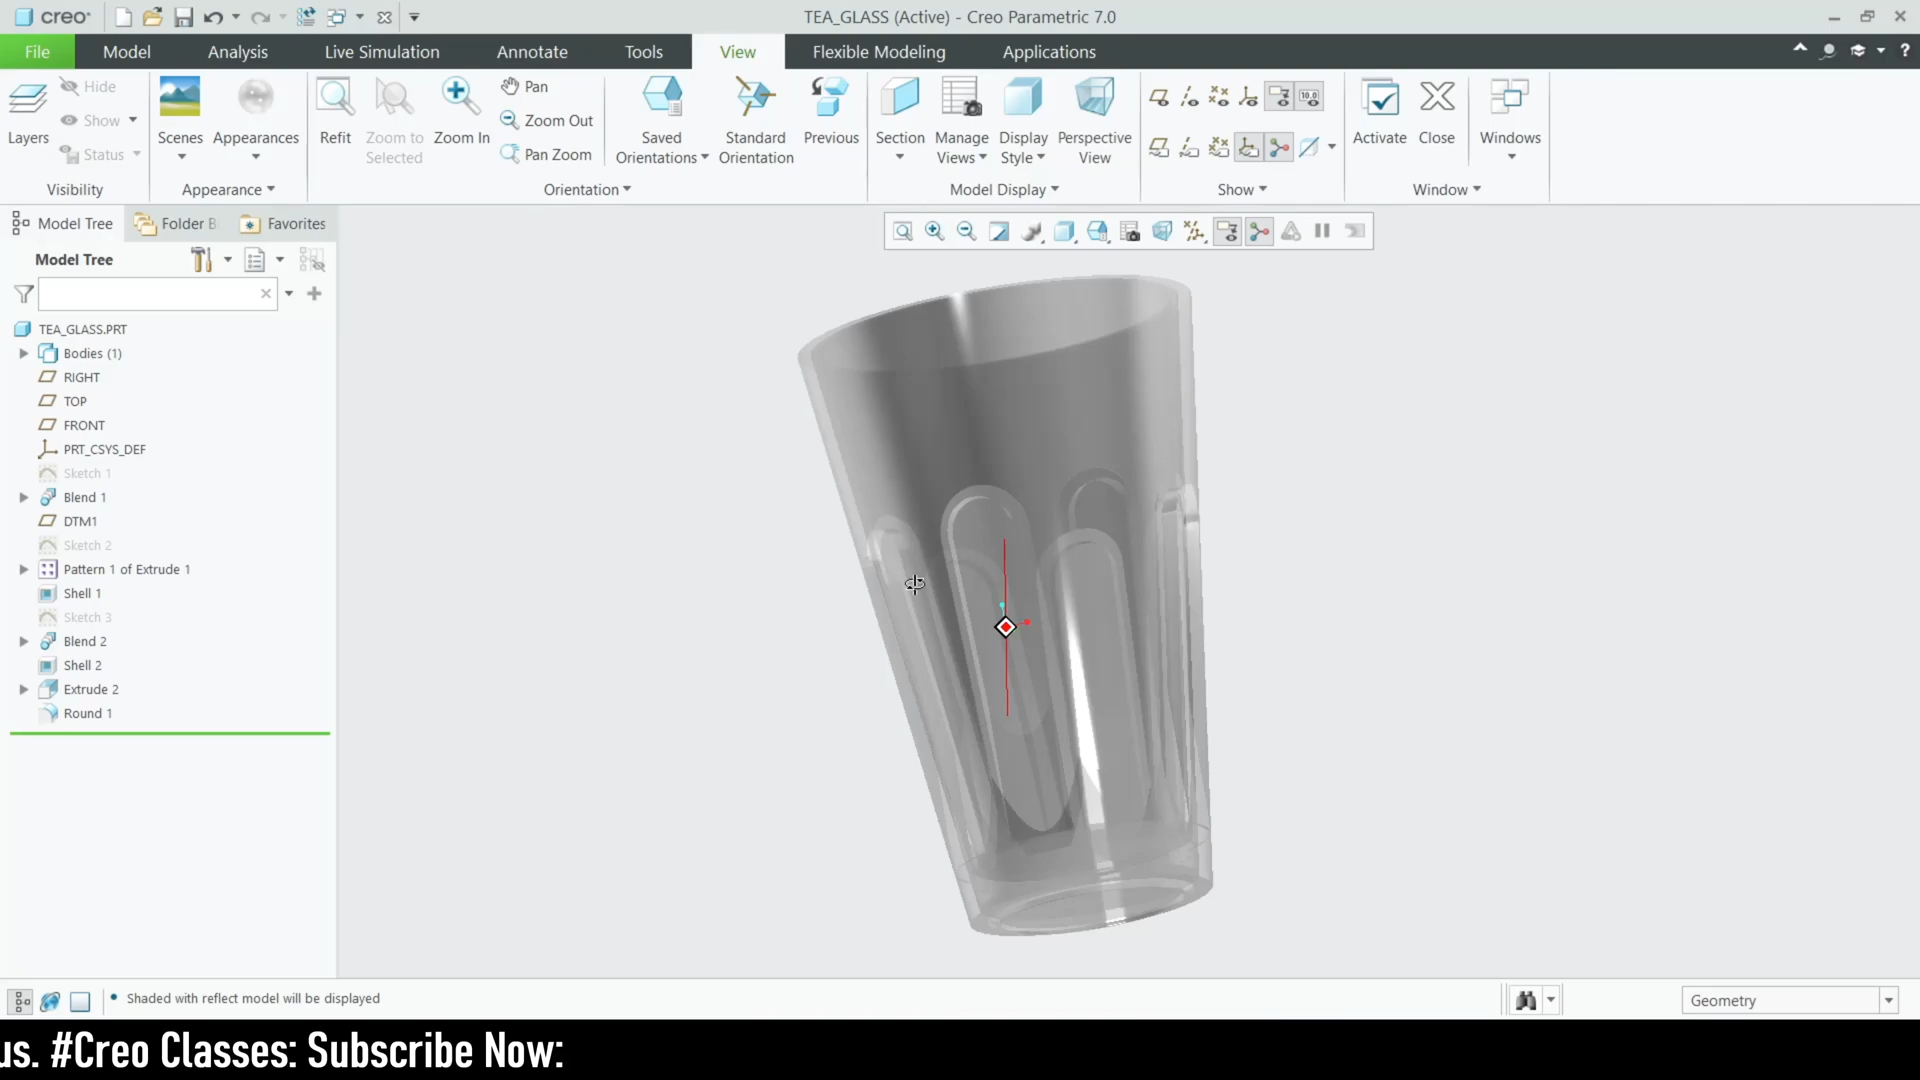 creo
TEA_GLASS (Active) - Creo Parametric 7.0
File Model Analysis Live Simulation Annotate Tools View Flexible Modeling Applications
Layers
Hide
Show
Status
Scenes
Appearances
Refit
Zoom to Selected
Zoom In
Pan
Zoom Out
Pan Zoom
Saved Orientations
Standard Orientation
Previous
Section
Manage Views
Display Style
Perspective View
10.0
Activate
Close
Windows
Visibility
Appearance
Orientation
Model Display
Show
Window
Model Tree
Folder B
Favorites
Model Tree
TEA_GLASS.PRT
Bodies (1)
RIGHT
TOP
FRONT
PRT_CSYS_DEF
Sketch 1
Blend 1
DTM1
Sketch 2
Pattern 1 of Extrude 1
Shell 1
Sketch 3
Blend 2
Shell 2
Extrude 2
Round 1
Shaded with reflect model will be displayed
Geometry
us. #Creo Classes: Subscribe Now: